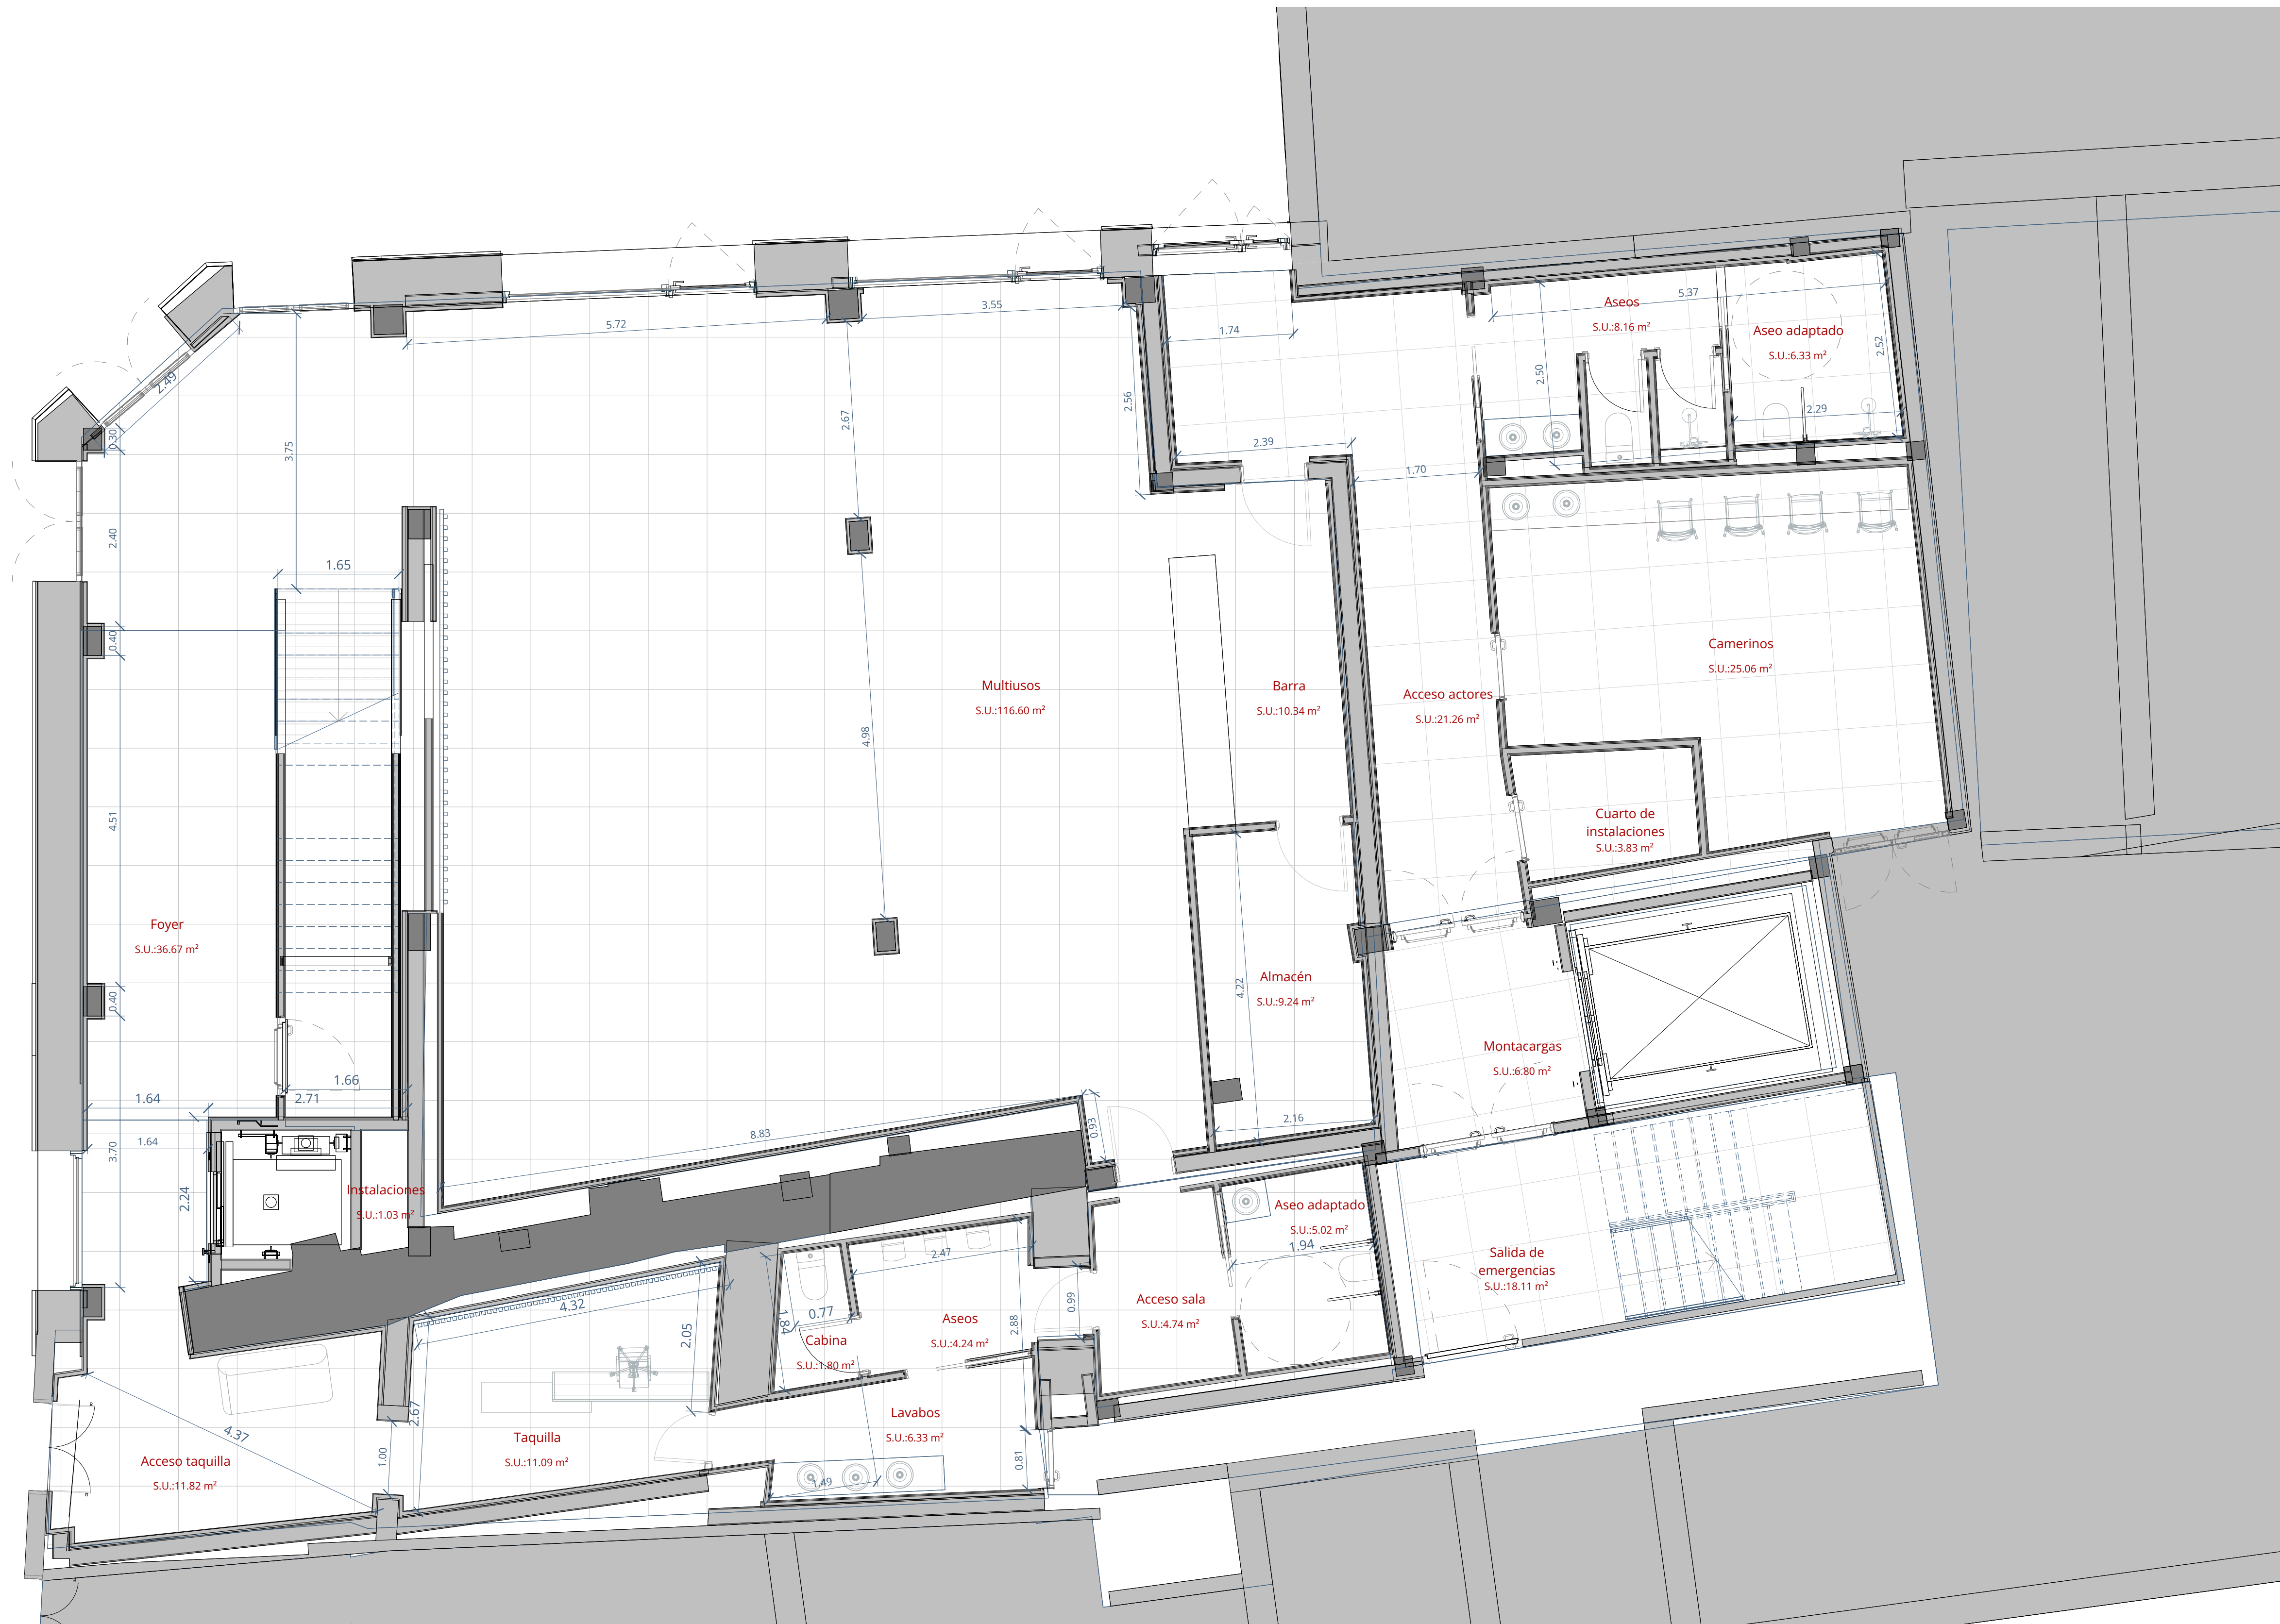 5.37
Aseos
S.U.:8.16 m²
Aseo adaptado
S.U.:6.33 m²
2.52
2.50
2.29
3.55
5.72
1.74
2.49
0.30
3.75
2.67
2.56
2.39
1.70
2.40
1.65
0.40
Camerinos
S.U.:25.06 m²
Multiusos
S.U.:116.60 m²
Barra
S.U.:10.34 m²
Acceso actores
S.U.:21.26 m²
4.98
4.51
Cuarto de
instalaciones
S.U.:3.83 m²
Foyer
S.U.:36.67 m²
0.40
4.22
Almacén
S.U.:9.24 m²
Montacargas
S.U.:6.80 m²
1.66
1.64
2.71
1.64
3.70
2.24
8.83
0.93
2.16
Instalaciones
S.U.:1.03 m²
Aseo adaptado
S.U.:5.02 m²
1.94
2.47
Salida de
emergencias
S.U.:18.11 m²
4.32
2.05
1.84
0.77
Cabina
S.U.:1.80 m²
Aseos
S.U.:4.24 m²
2.88
0.99
Acceso sala
S.U.:4.74 m²
2.67
Lavabos
S.U.:6.33 m²
4.37
1.00
Taquilla
S.U.:11.09 m²
Acceso taquilla
S.U.:11.82 m²
1.49
0.81